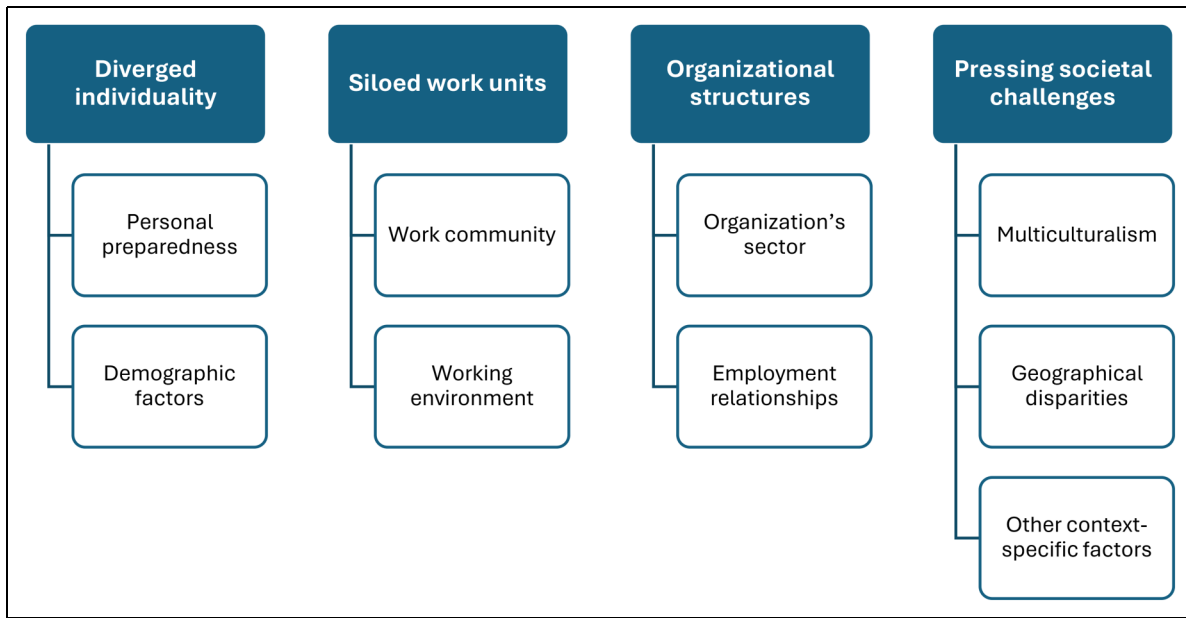 Diverged
individuality
Personal
preparedness
Demographic
factors
Siloed work units
Work community
Working
environment
Organizational
structures
Organization’s
sector
Employment
relationships
Pressing societal
challenges
Multiculturalism
Geographical
disparities
Other context-
specific factors